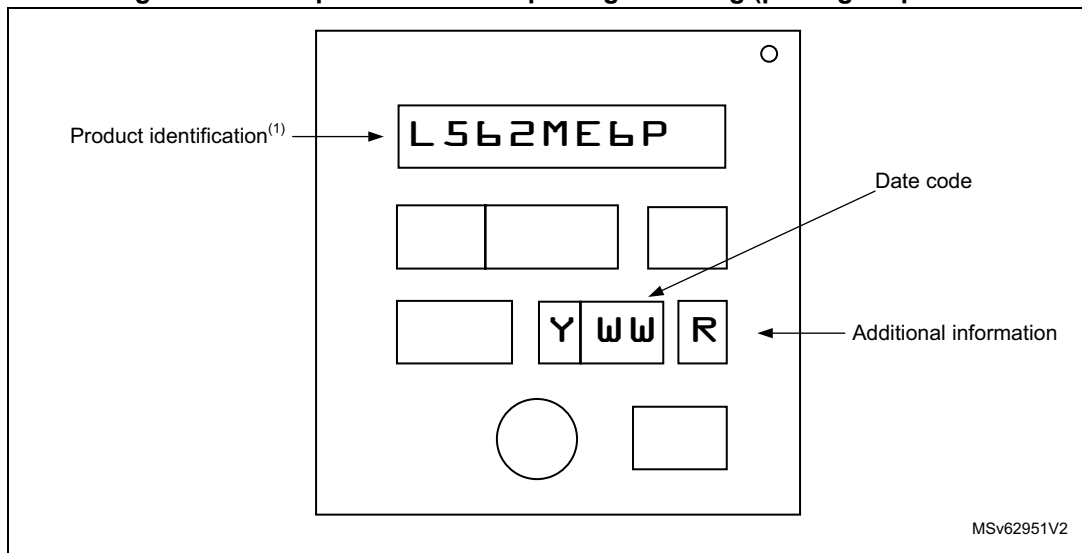 Product identification(1)
L562ME6P
Date code
Y WW R
Additional information
MSv62951V2